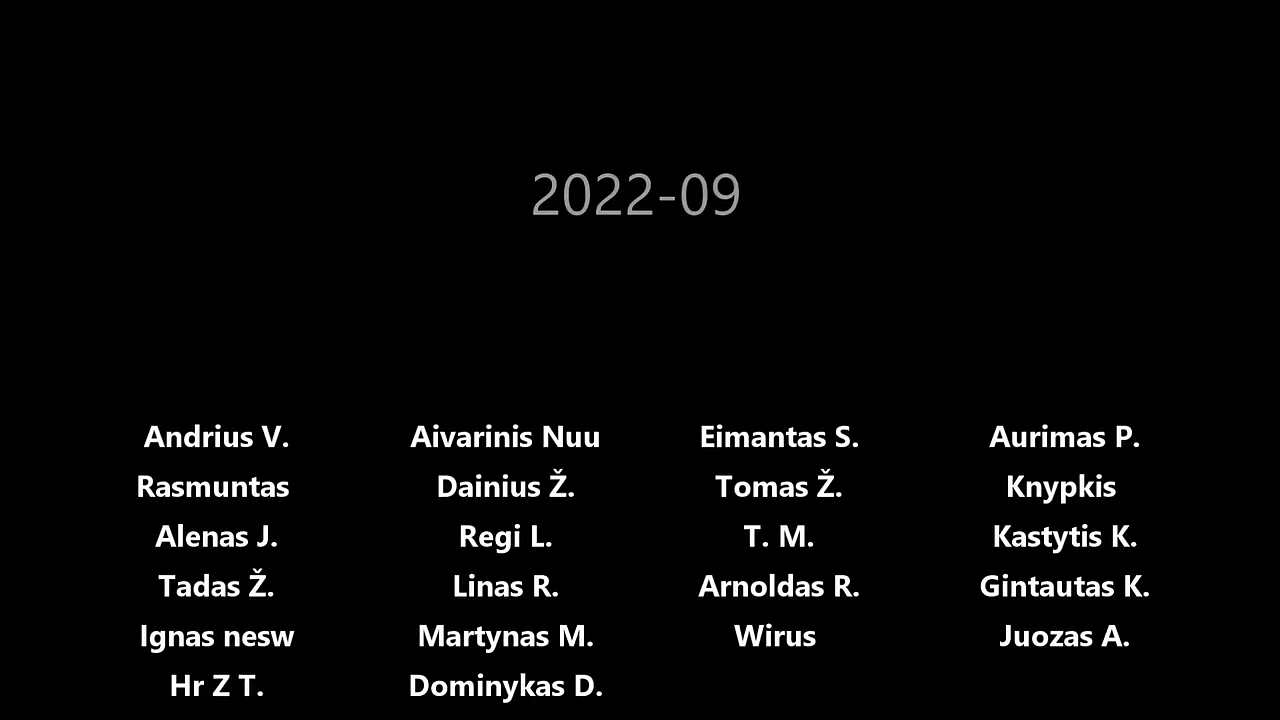 2022-09
Andrius V. Aivarinis Nuu Eimantas S. Aurimas P.
Rasmuntas Dainius Ž. Tomas Ž. Knypkis
Alenas J. Regi L. T. M. Kastytis K.
Tadas Ž. Linas R. Arnoldas R. Gintautas K.
Ignas nesw Martynas M. Wirus Juozas A.
Hr Z T. Dominykas D.